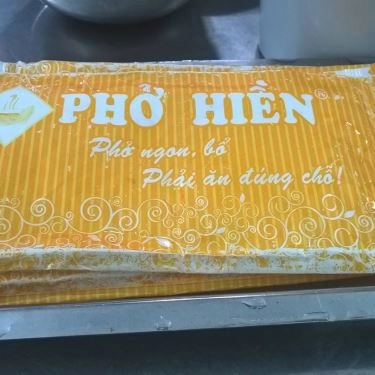 PHỞ HIỀN®
Phở ngon, bổ
Phải ăn đúng chỗ!